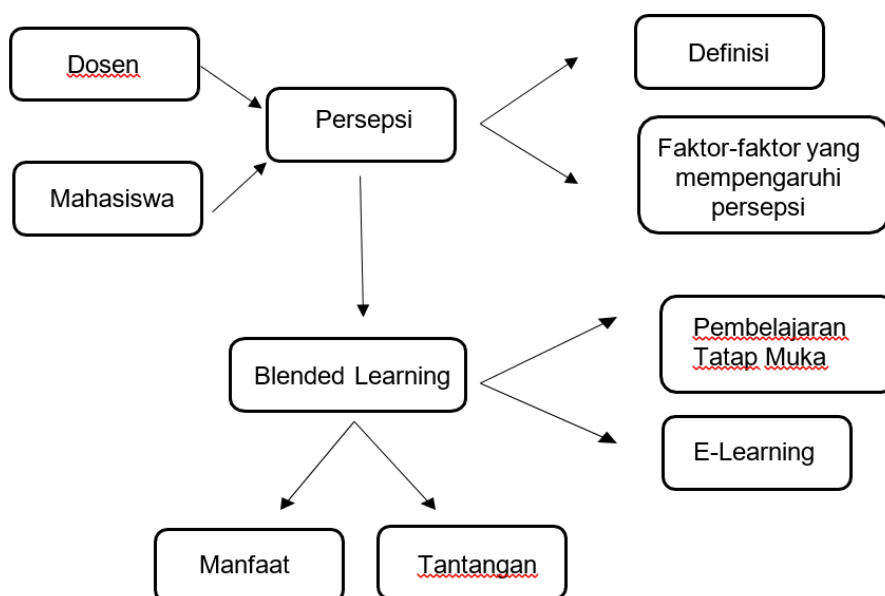 Dosen
Definisi
Persepsi
Faktor-faktor yang
mempengaruhi
persepsi
Mahasiswa
Pembelajaran
Tatap Muka
Blended Learning
E-Learning
Manfaat
Tantangan